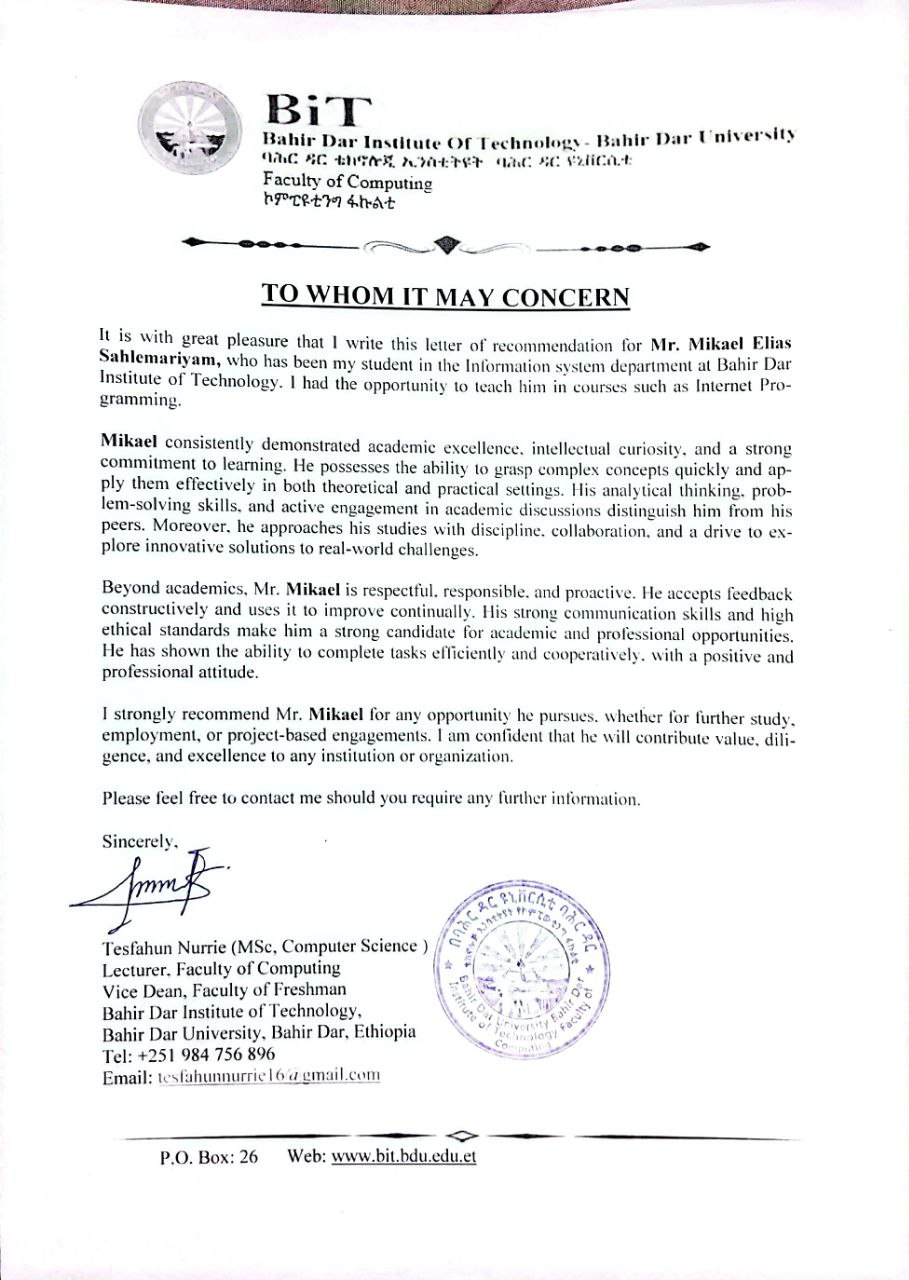 BiT
Bahir Dar Institute Of Technology - Bahir Dar University
ባሕር ዳር ቴክኖሎጂ ኢንስቲትዩት ባሕር ዳር ዩኒቨርሲቲ
Faculty of Computing
ኮምፒዩቲንግ ፋኩልቲ
TO WHOM IT MAY CONCERN
It is with great pleasure that I write this letter of recommendation for Mr. Mikael Elias
Sahlemariyam, who has been my student in the Information system department at Bahir Dar
Institute of Technology. I had the opportunity to teach him in courses such as Internet Pro-
gramming.
Mikael consistently demonstrated academic excellence, intellectual curiosity, and a strong
commitment to learning. He possesses the ability to grasp complex concepts quickly and ap-
ply them effectively in both theoretical and practical settings. His analytical thinking, prob-
lem-solving skills, and active engagement in academic discussions distinguish him from his
peers. Moreover, he approaches his studies with discipline, collaboration, and a drive to ex-
plore innovative solutions to real-world challenges.
Beyond academics, Mr. Mikael is respectful, responsible, and proactive. He accepts feedback
constructively and uses it to improve continually. His strong communication skills and high
ethical standards make him a strong candidate for academic and professional opportunities.
He has shown the ability to complete tasks efficiently and cooperatively, with a positive and
professional attitude.
I strongly recommend Mr. Mikael for any opportunity he pursues, whether for further study,
employment, or project-based engagements. I am confident that he will contribute value, dili-
gence, and excellence to any institution or organization.
Please feel free to contact me should you require any further information.
Sincerely,
Tesfahun Nurrie (MSc, Computer Science )
Lecturer, Faculty of Computing
Vice Dean, Faculty of Freshman
Bahir Dar Institute of Technology,
Bahir Dar University, Bahir Dar, Ethiopia
Tel: +251 984 756 896
Email: tesfahunnurrie16@gmail.com
በባሕር ዳር ዩኒቨርሲቲ ባሕር ዳር
Bahir Dar University Bahir Dar
Institute of Technology Faculty of
Computing
P.O. Box: 26 Web: www.bit.bdu.edu.et